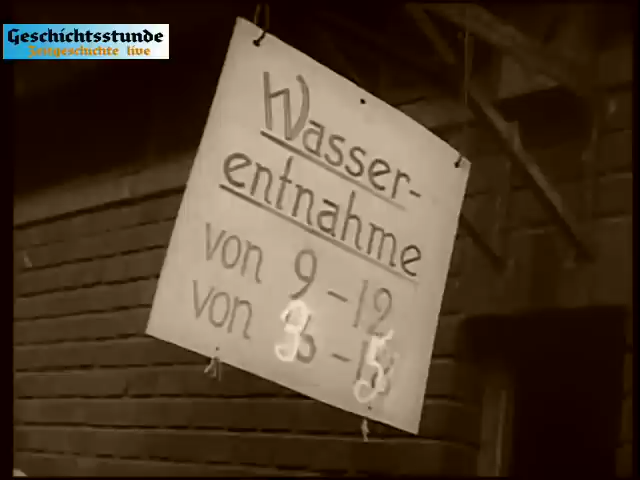 Geschichtsstunde
Zeitgeschichte live
Wasser-
entnahme
von 9-12
von